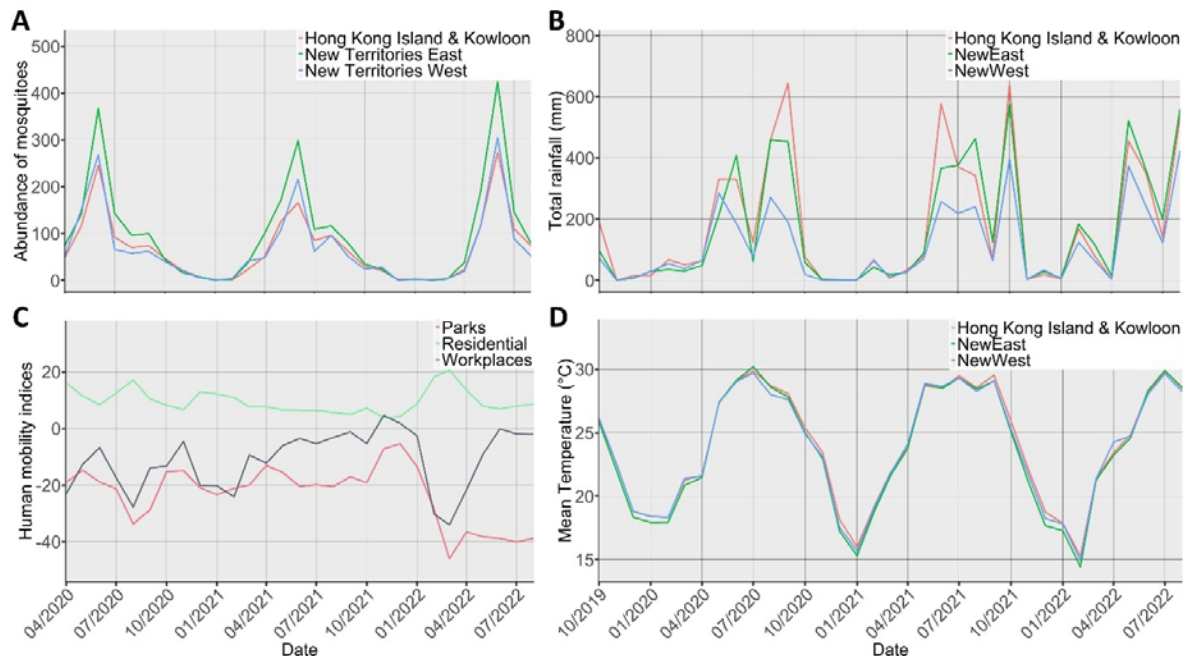 A
Hong Kong Island & Kowloon
New Territories East
New Territories West
Abundance of mosquitoes
500
400
300
200
100
0
B
Hong Kong Island & Kowloon
NewEast
NewWest
Total rainfall (mm)
800
600
400
200
0
C
Parks
Residential
Workplaces
Human mobility indices
20
0
-20
-40
04/2020
07/2020
10/2020
01/2021
04/2021
07/2021
10/2021
01/2022
04/2022
07/2022
Date
D
Hong Kong Island & Kowloon
NewEast
NewWest
Mean Temperature (°C)
30
25
20
15
10/2019
01/2020
04/2020
07/2020
10/2020
01/2021
04/2021
07/2021
10/2021
01/2022
04/2022
07/2022
Date